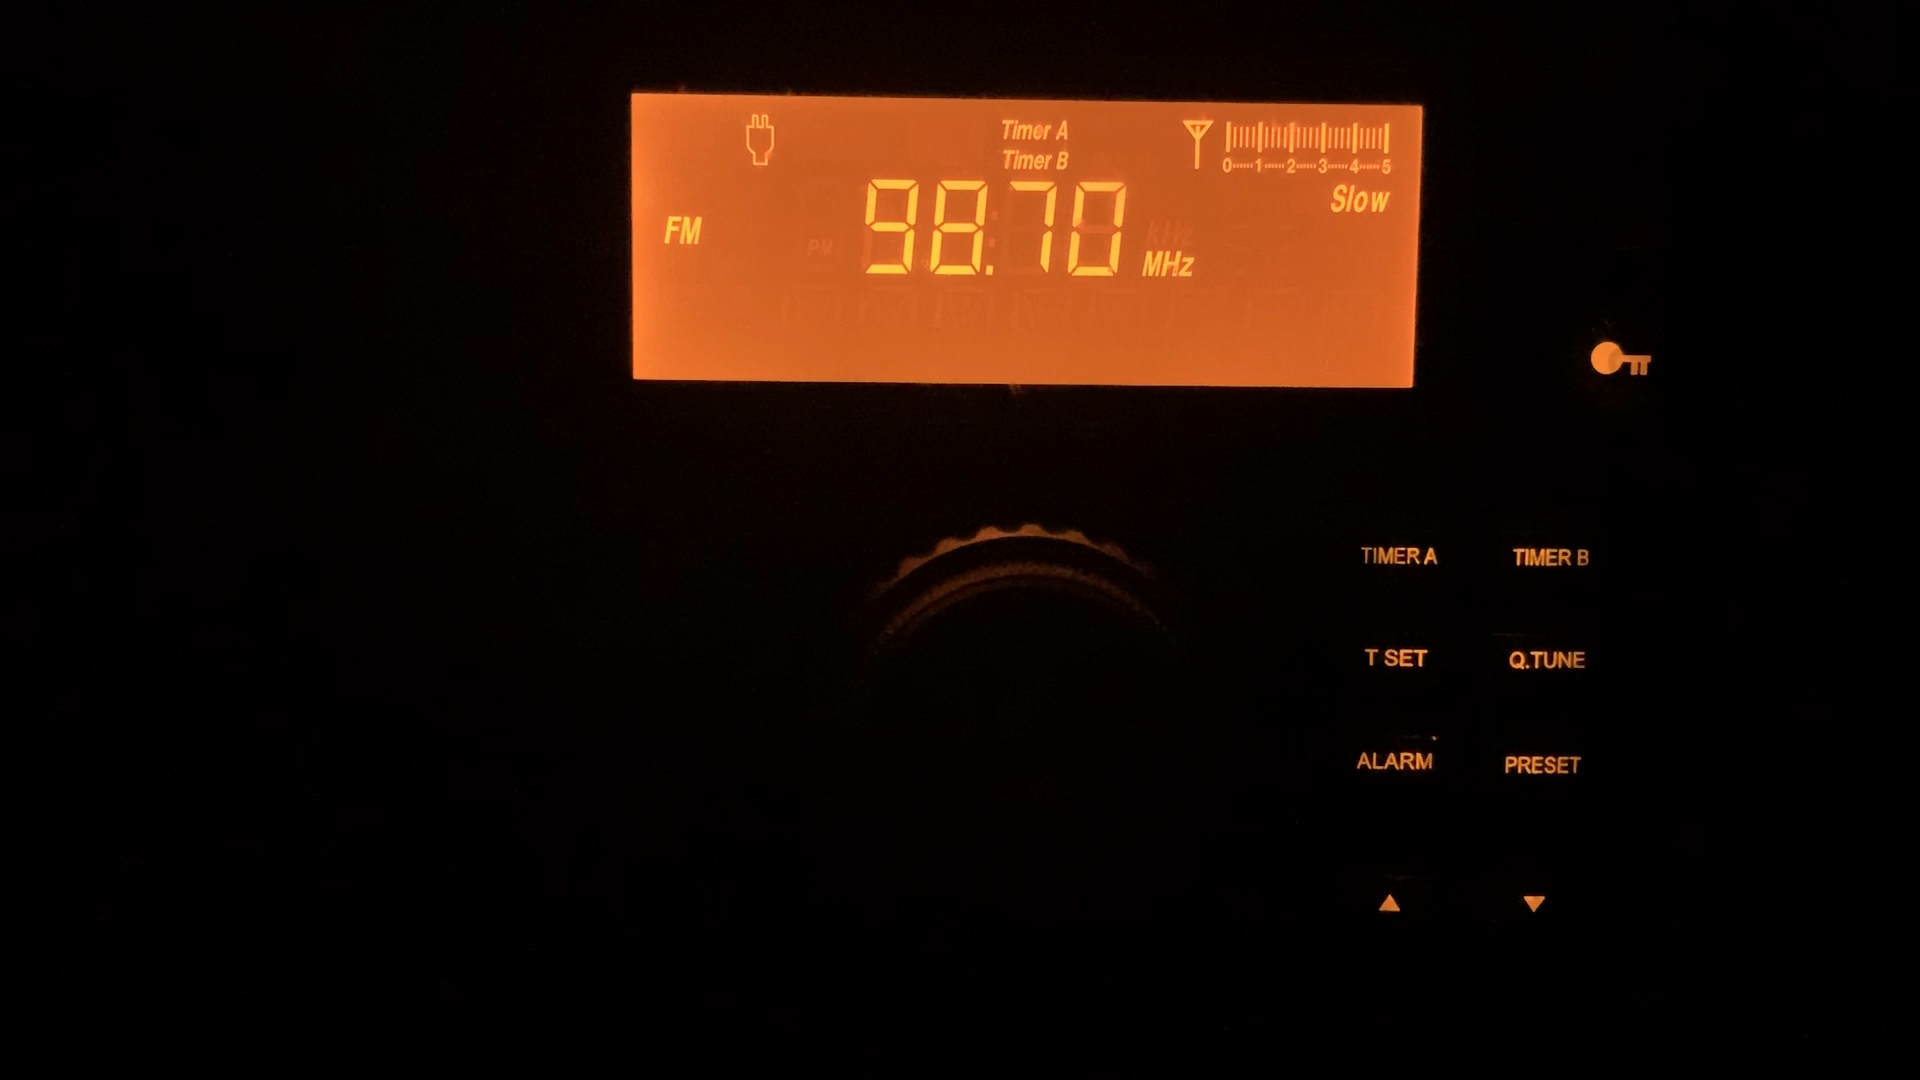 Timer A
Timer B
0 1 2 3 4 5
Slow
FM 98.70 MHz
TIMER A TIMER B
T SET Q.TUNE
ALARM PRESET